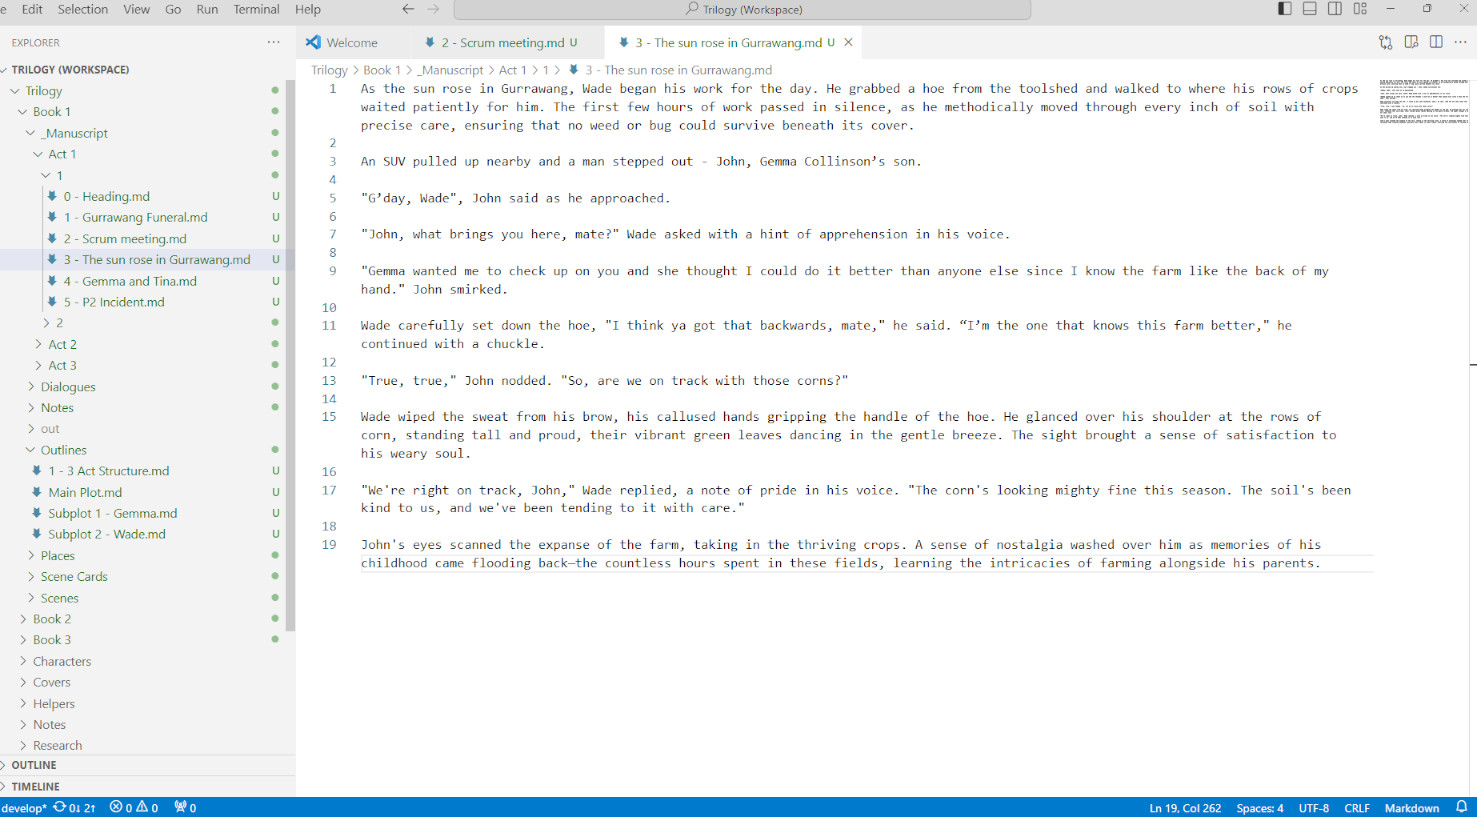 e Edit Selection View Go Run Terminal Help
Trilogy (Workspace)
EXPLORER
Welcome
2 - Scrum meeting.md U
3 - The sun rose in Gurrawang.md U
TRILOGY (WORKSPACE)
Trilogy
Book 1
_Manuscript
Act 1
1
0 - Heading.md U
1 - Gurrawang Funeral.md U
2 - Scrum meeting.md U
3 - The sun rose in Gurrawang.md U
4 - Gemma and Tina.md U
5 - P2 Incident.md U
2
Act 2
Act 3
Dialogues
Notes
out
Outlines
1 - 3 Act Structure.md U
Main Plot.md U
Subplot 1 - Gemma.md U
Subplot 2 - Wade.md U
Places
Scene Cards
Scenes
Book 2
Book 3
Characters
Covers
Helpers
Notes
Research
OUTLINE
TIMELINE
Trilogy > Book 1 > _Manuscript > Act 1 > 1 > 3 - The sun rose in Gurrawang.md
1 As the sun rose in Gurrawang, Wade began his work for the day. He grabbed a hoe from the toolshed and walked to where his rows of crops
waited patiently for him. The first few hours of work passed in silence, as he methodically moved through every inch of soil with
precise care, ensuring that no weed or bug could survive beneath its cover.
2
3 An SUV pulled up nearby and a man stepped out - John, Gemma Collinson’s son.
4
5 "G’day, Wade", John said as he approached.
6
7 "John, what brings you here, mate?" Wade asked with a hint of apprehension in his voice.
8
9 "Gemma wanted me to check up on you and she thought I could do it better than anyone else since I know the farm like the back of my
hand." John smirked.
10
11 Wade carefully set down the hoe, "I think ya got that backwards, mate," he said. “I’m the one that knows this farm better," he
continued with a chuckle.
12
13 "True, true," John nodded. "So, are we on track with those corns?"
14
15 Wade wiped the sweat from his brow, his callused hands gripping the handle of the hoe. He glanced over his shoulder at the rows of
corn, standing tall and proud, their vibrant green leaves dancing in the gentle breeze. The sight brought a sense of satisfaction to
his weary soul.
16
17 "We're right on track, John," Wade replied, a note of pride in his voice. "The corn's looking mighty fine this season. The soil's been
kind to us, and we've been tending to it with care."
18
19 John's eyes scanned the expanse of the farm, taking in the thriving crops. A sense of nostalgia washed over him as memories of his
childhood came flooding back—the countless hours spent in these fields, learning the intricacies of farming alongside his parents.
develop* 0↓ 2↑ 0 0 0
Ln 19, Col 262 Spaces: 4 UTF-8 CRLF Markdown